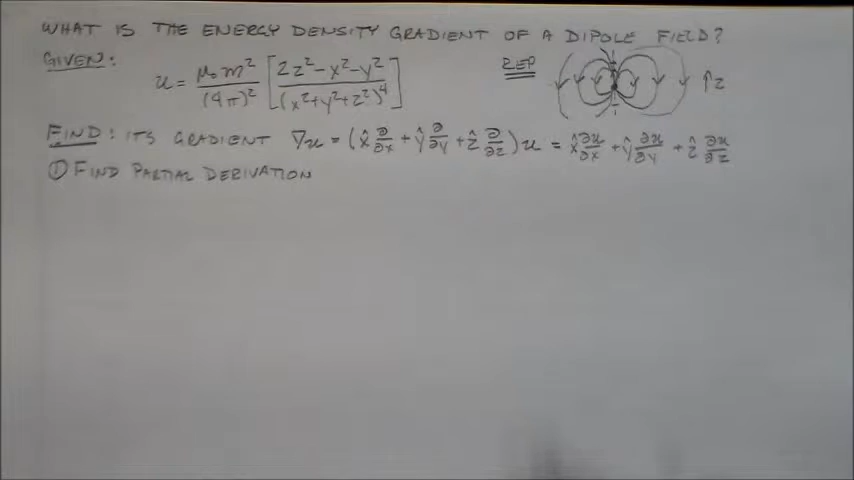 WHAT IS THE ENERGY DENSITY GRADIENT OF A DIPOLE FIELD?
GIVEN: u = μ₀m²/(4π)² [2z²-x²-y²/(x²+y²+z²)⁴] REP ↑z
FIND: ITS GRADIENT ∇u = (x̂ ∂/∂x + ŷ ∂/∂y + ẑ ∂/∂z)u = x̂ ∂u/∂x + ŷ ∂u/∂y + ẑ ∂u/∂z
① FIND PARTIAL DERIVATION